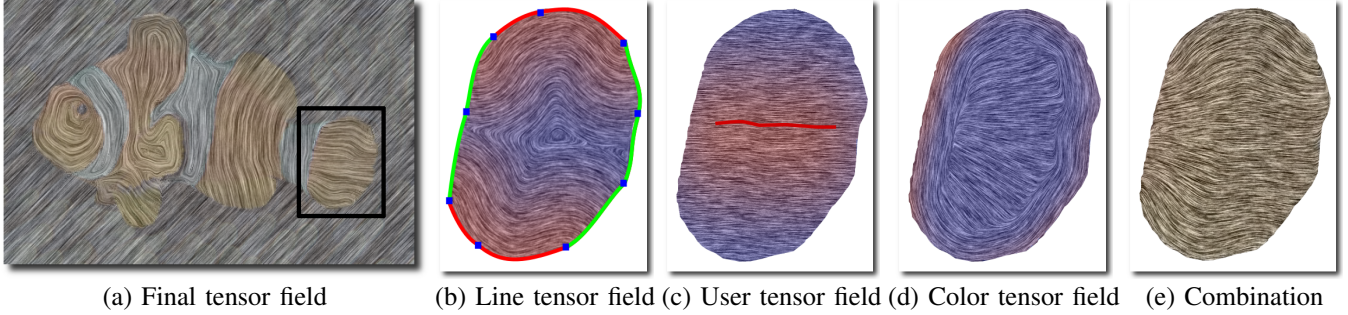 (a) Final tensor field (b) Line tensor field (c) User tensor field (d) Color tensor field (e) Combination